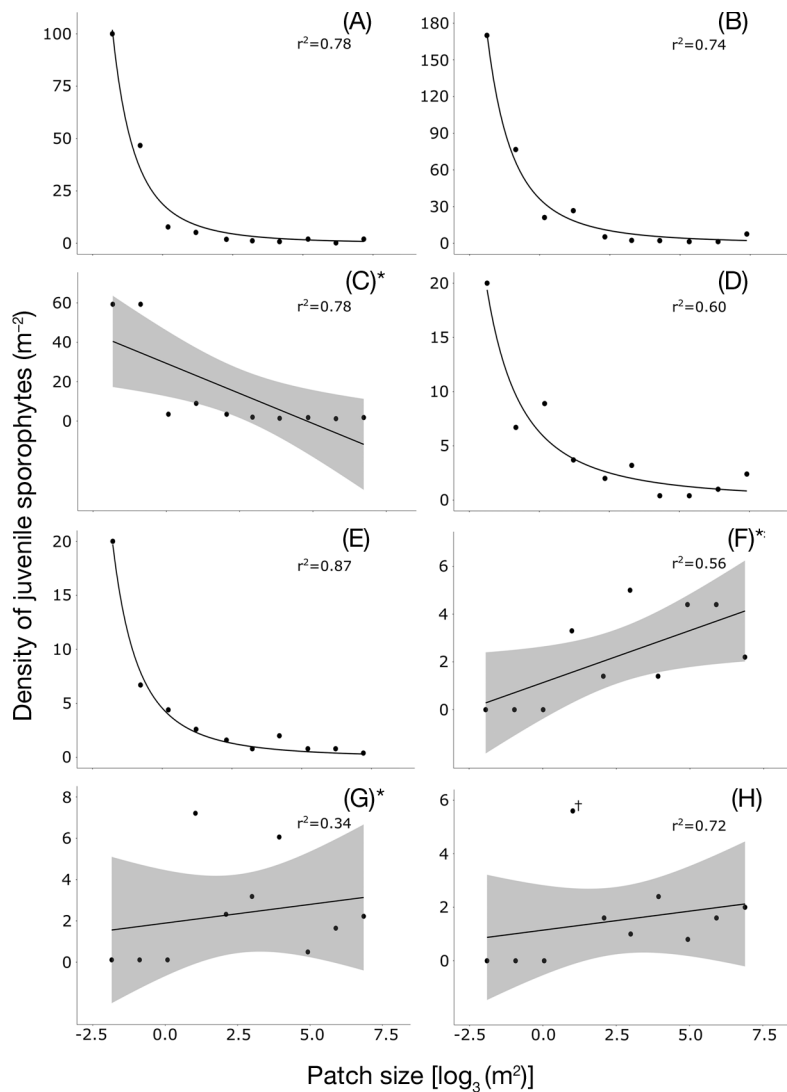 (A)
r²=0.78
100
75
50
25
0
(B)
r²=0.74
180
150
120
90
60
30
0
(C)*
r²=0.78
60
40
20
0
(D)
r²=0.60
20
15
10
5
0
(E)
r²=0.87
20
15
10
5
0
(F)*
r²=0.56
6
4
2
0
(G)*
r²=0.34
8
6
4
2
0
(H)
†
r²=0.72
6
4
2
0
-2.5 0.0 2.5 5.0 7.5
-2.5 0.0 2.5 5.0 7.5
Density of juvenile sporophytes (m⁻²)
Patch size [log₃ (m²)]